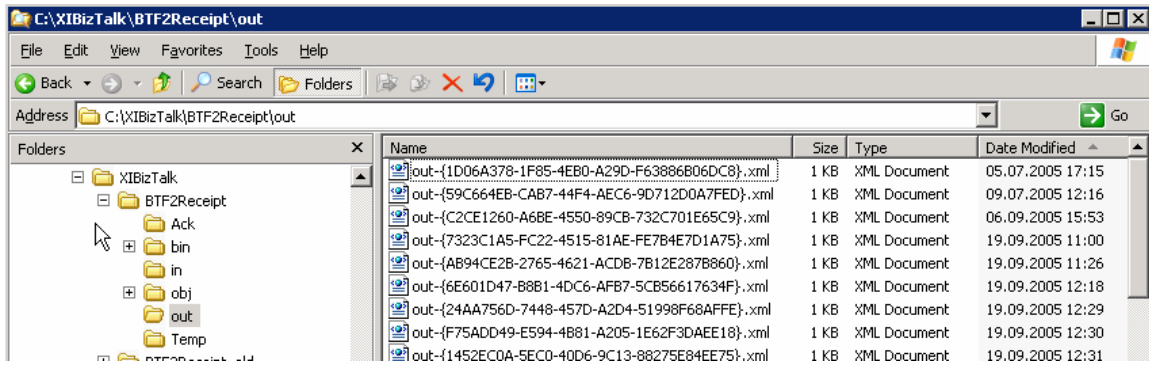 C:\XIBizTalk\BTF2Receipt\out
File Edit View Favorites Tools Help
Back Search Folders
Address C:\XIBizTalk\BTF2Receipt\out Go
Folders x Name Size Type Date Modified
XIBizTalk
BTF2Receipt
Ack
bin
in
obj
out
Temp
BTF2Receipt_old
out-{1D06A378-1F85-4EB0-A29D-F63886B06DC8}.xml 1 KB XML Document 05.07.2005 17:15
out-{59C664EB-CAB7-44F4-AEC6-9D712D0A7FED}.xml 1 KB XML Document 09.07.2005 12:16
out-{C2CE1260-A6BE-4550-89CB-732C701E65C9}.xml 1 KB XML Document 06.09.2005 15:53
out-{7323C1A5-FC22-4515-81AE-FE7B4E7D1A75}.xml 1 KB XML Document 19.09.2005 11:00
out-{AB94CE2B-2765-4621-ACDB-7B12E287B860}.xml 1 KB XML Document 19.09.2005 11:26
out-{6E601D47-B8B1-4DC6-AFB7-5CB56617634F}.xml 1 KB XML Document 19.09.2005 12:18
out-{24AA756D-7448-457D-A2D4-51998F68AFFE}.xml 1 KB XML Document 19.09.2005 12:29
out-{F75ADD49-E594-4B81-A205-1E62F3DAEE18}.xml 1 KB XML Document 19.09.2005 12:30
out-{1452EC0A-5EC0-40D6-9C13-88275E84EE75}.xml 1 KB XML Document 19.09.2005 12:31